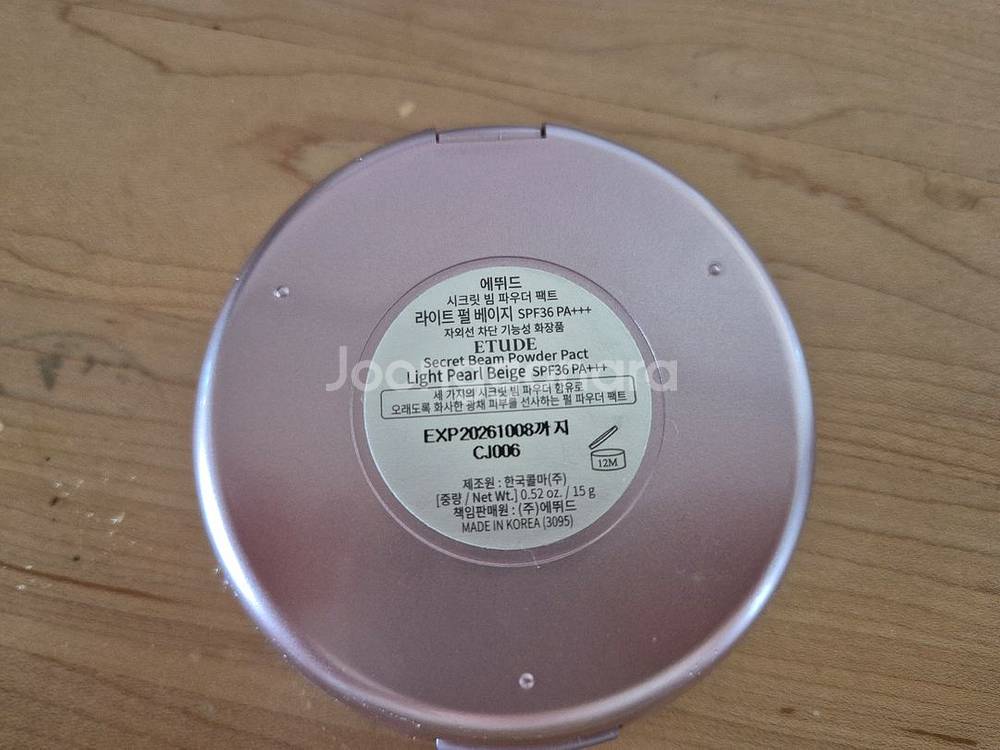 에뛰드
시크릿 빔 파우더 팩트
라이트 펄 베이지 SPF36 PA+++
자외선 차단 기능성 화장품
ETUDE
Secret Beam Powder Pact
Light Pearl Beige SPF36 PA+++
세 가지의 시크릿 빔 파우더 함유로
오래도록 화사한 광채 피부를 선사하는 펄 파우더 팩트
EXP20261008까지
CJ006
12M
제조원 : 한국콜마(주)
[중량 / Net Wt.] 0.52 oz. / 15 g
책임판매원 : (주)에뛰드
MADE IN KOREA (3095)